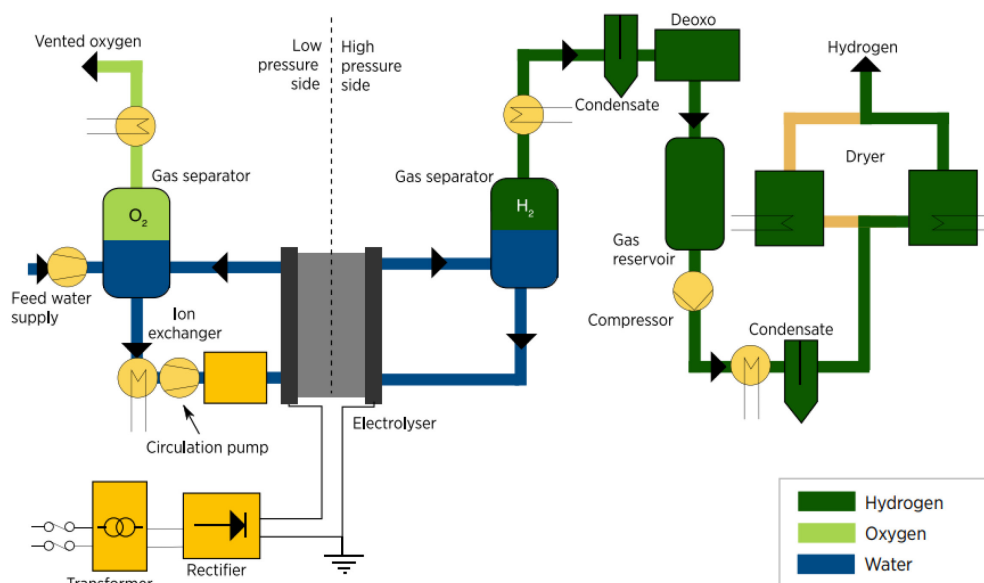 Vented oxygen
Low
pressure
side
High
pressure
side
Deoxo
Condensate
Hydrogen
Dryer
Gas separator
O2
Gas separator
H2
Gas
reservoir
Feed water
supply
Ion
exchanger
Compressor
Condensate
Circulation pump
Electrolyser
Transformer
Rectifier
Hydrogen
Oxygen
Water